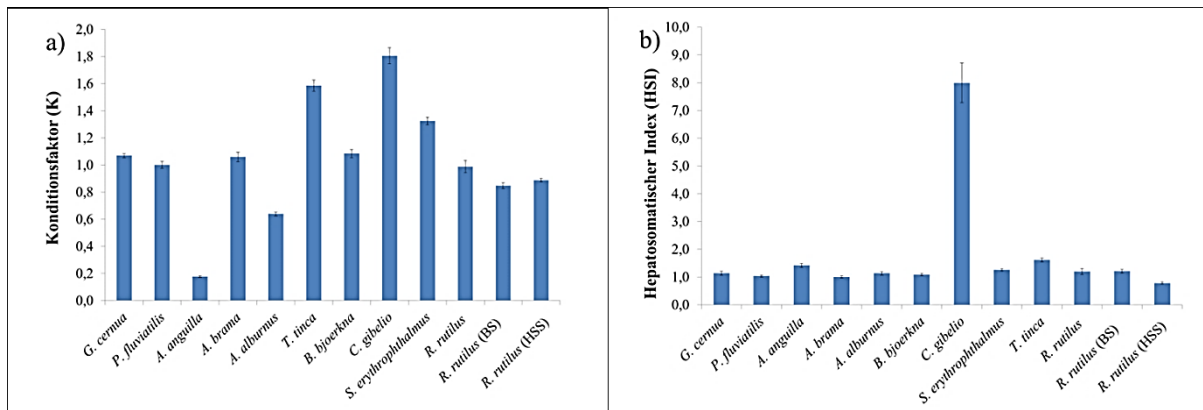 a)
Konditionsfaktor (K)
2,0
1,8
1,6
1,4
1,2
1,0
0,8
0,6
0,4
0,2
0,0
G. cernua
P. fluviatilis
A. anguilla
A. brama
A. alburnus
T. tinca
B. bjoerkna
C. gibelio
S. erythrophthalmus
R. rutilus
R. rutilus (BS)
R. rutilus (HSS)
b)
Hepatosomatischer Index (HSI)
10,0
9,0
8,0
7,0
6,0
5,0
4,0
3,0
2,0
1,0
0,0
G. cernua
P. fluviatilis
A. anguilla
A. brama
A. alburnus
B. bjoerkna
C. gibelio
S. erythrophthalmus
T. tinca
R. rutilus
R. rutilus (BS)
R. rutilus (HSS)